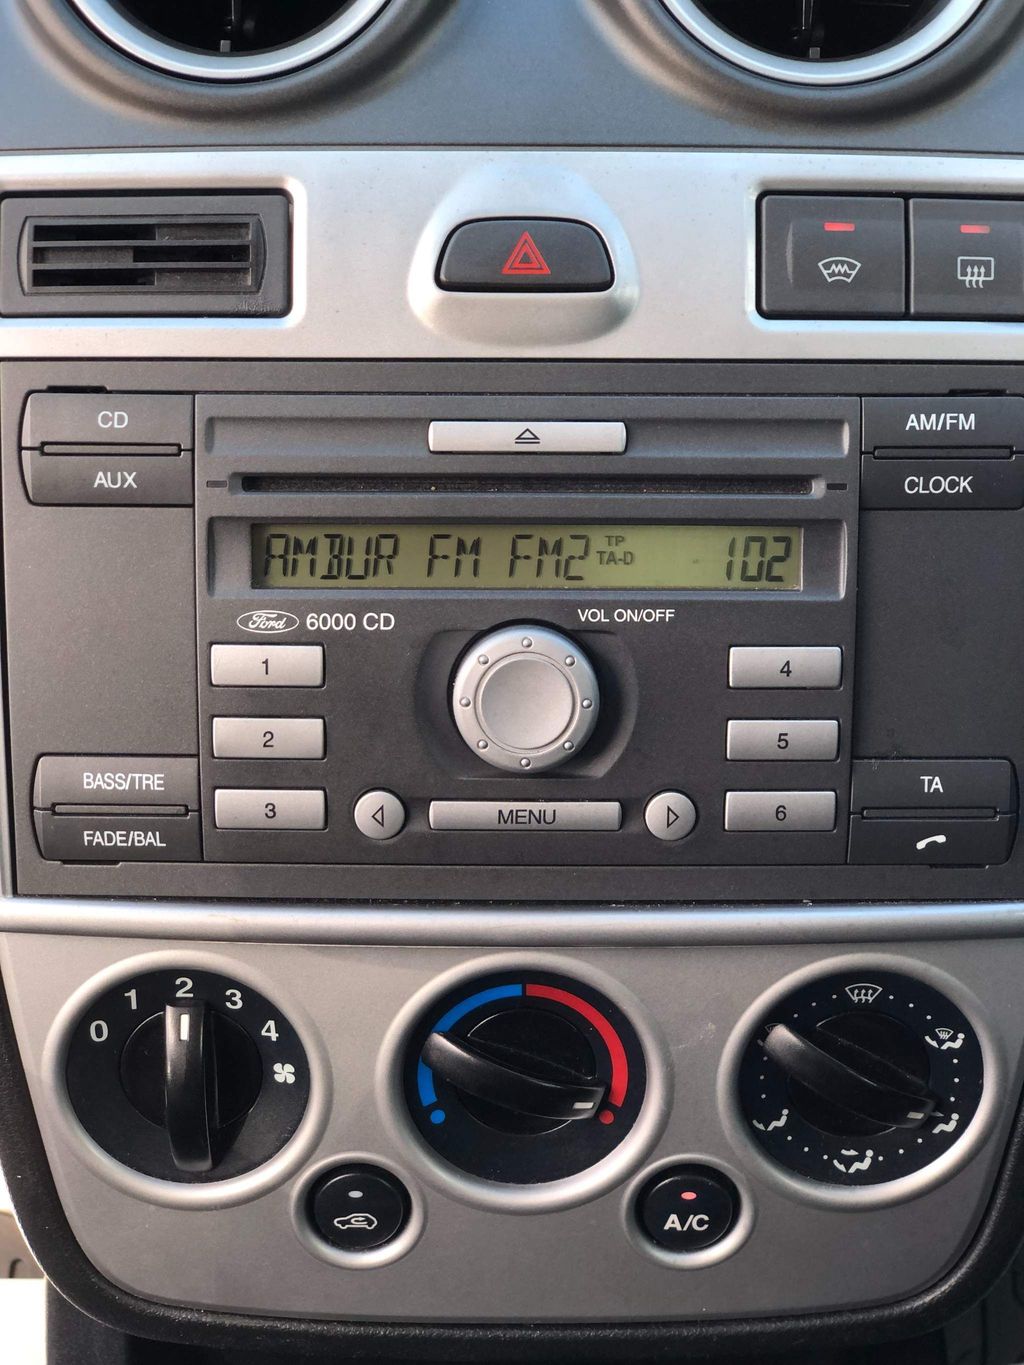 CD
AUX
AM/FM
CLOCK
AMBUR FM FM2 TP TA-D 102
Ford 6000 CD
VOL ON/OFF
1
4
2
5
3
MENU
6
BASS/TRE
FADE/BAL
TA
0 1 2 3 4
A/C